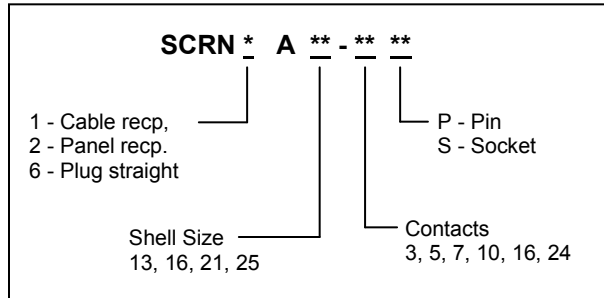 SCRN * A ** - ** **
1 - Cable recp,
2 - Panel recp.
6 - Plug straight
P - Pin
S - Socket
Shell Size
13, 16, 21, 25
Contacts
3, 5, 7, 10, 16, 24